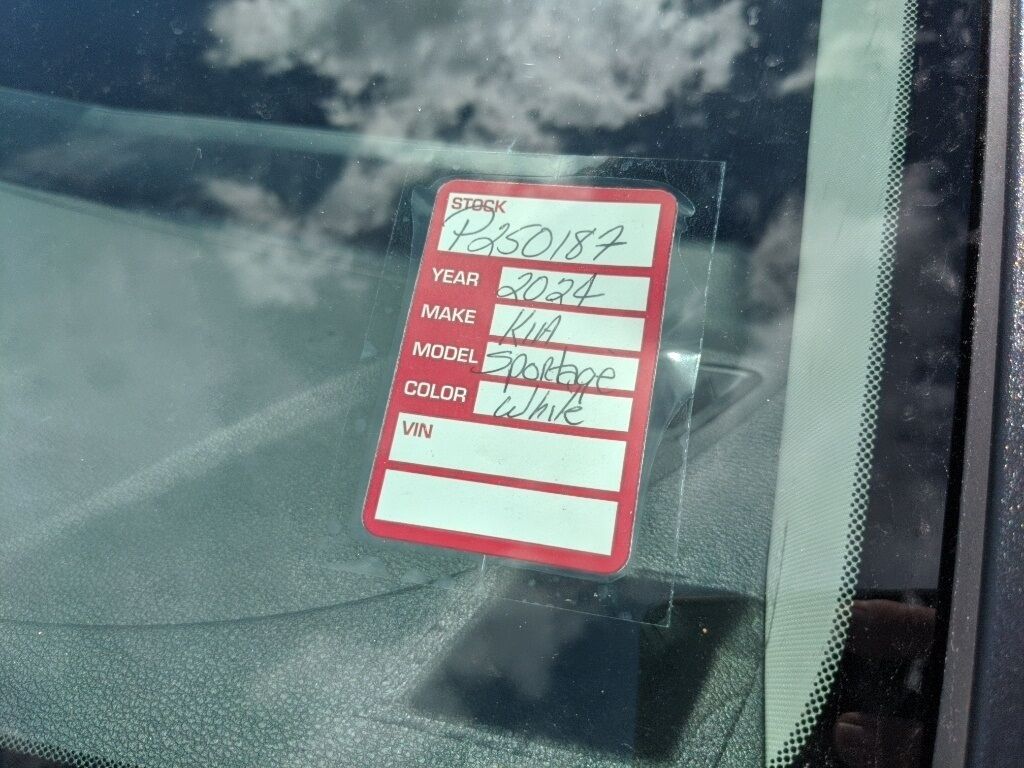 STOCK
P250187
YEAR 2024
MAKE KIA
MODEL Sportage
COLOR White
VIN